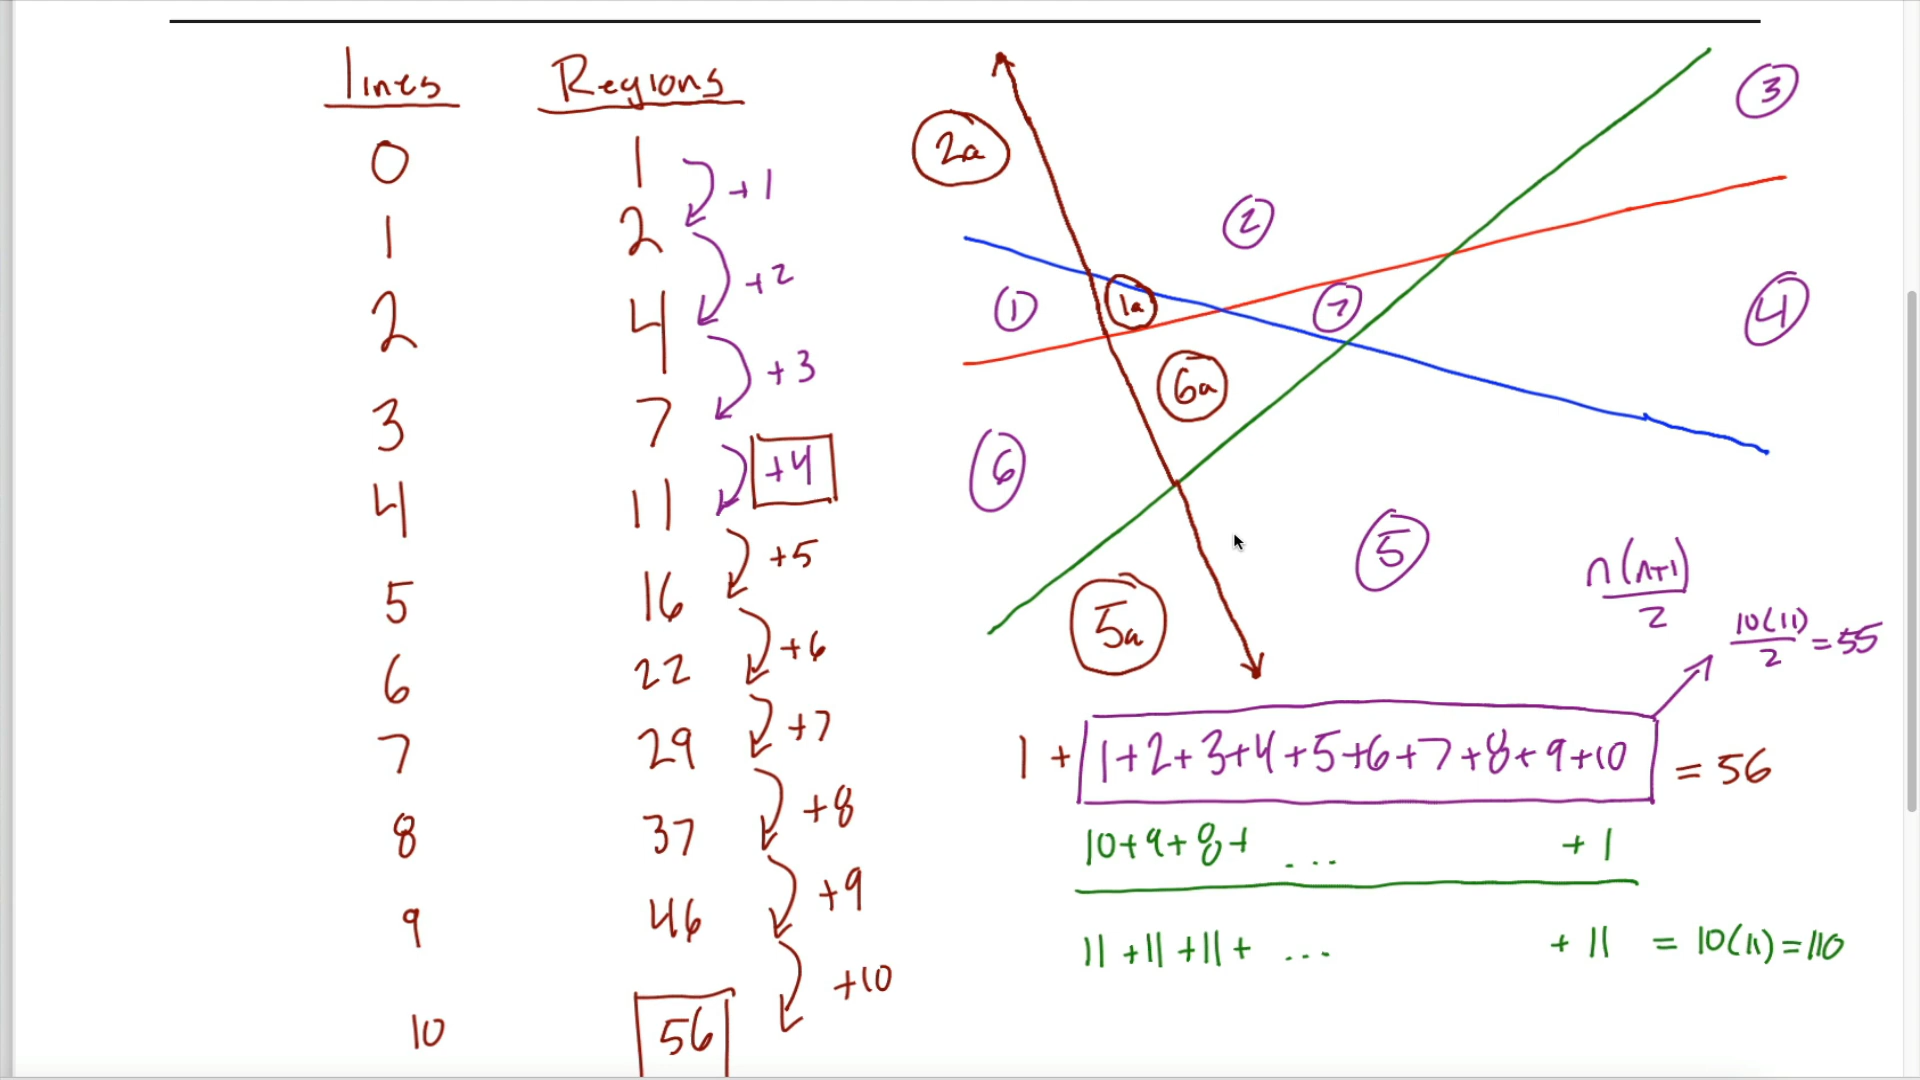 lines Regions
0 1
+1
1 2
+2
2 4
+3
3 7
+4
4 11
+5
5 16
+6
6 22
+7
7 29
+8
8 37
+9
9 46
+10
10 56
2a
3
2
1
1a
7
4
6a
6
5
5a
n(n+1)/2
10(11)/2 = 55
1 + 1+2+3+4+5+6+7+8+9+10 = 56
10+9+8+ ... +1
11+11+11+ ... +11 = 10(11)=110